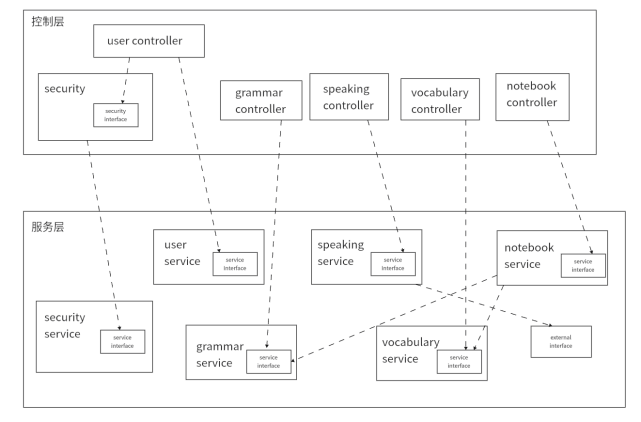 控制层
user controller
security
security
interface
grammar
controller
speaking
controller
vocabulary
controller
notebook
controller
服务层
user
service
service
interface
speaking
service
service
interface
notebook
service
service
interface
security
service
service
interface
grammar
service
service
interface
vocabulary
service
service
interface
external
interface